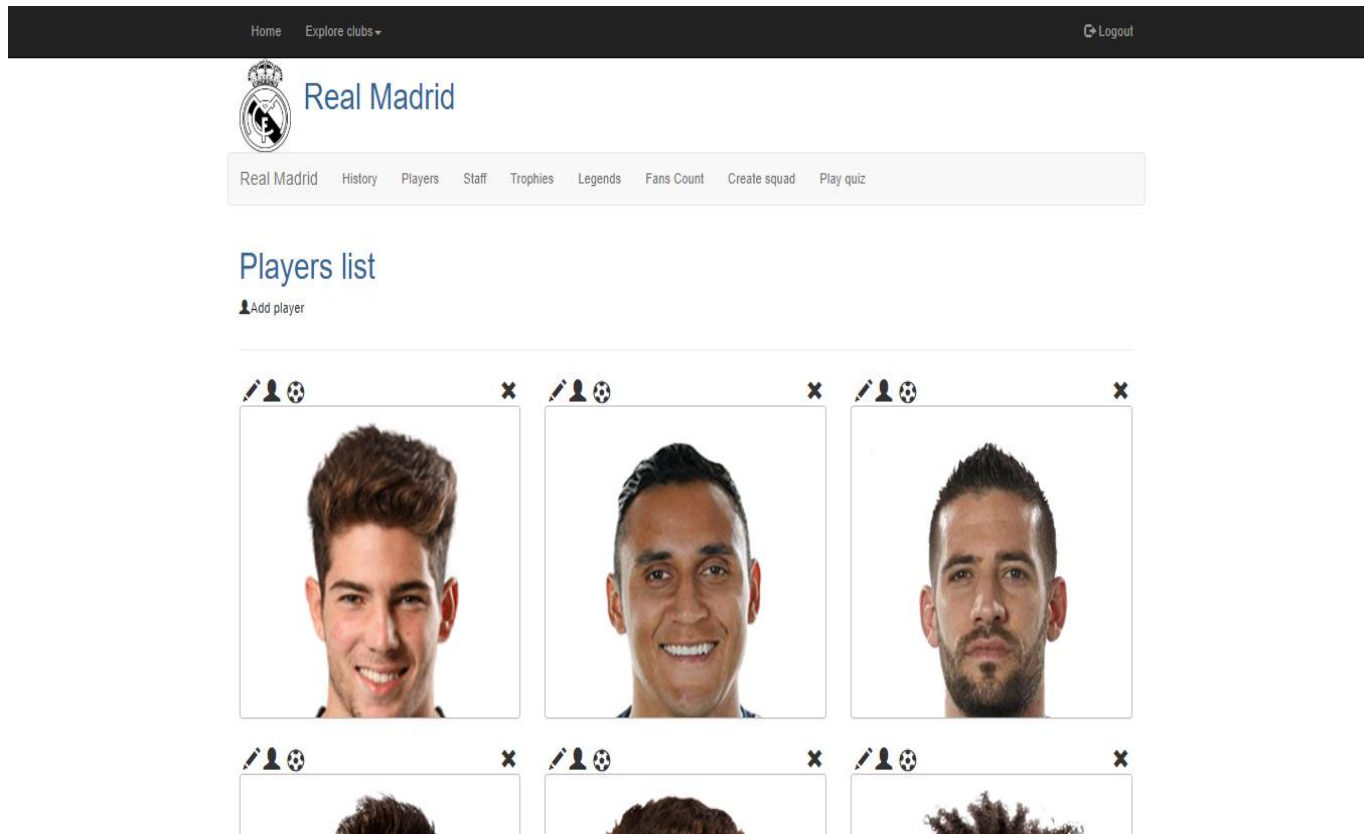 Home Explore clubs Logout
Real Madrid
Real Madrid History Players Staff Trophies Legends Fans Count Create squad Play quiz
Players list
Add player